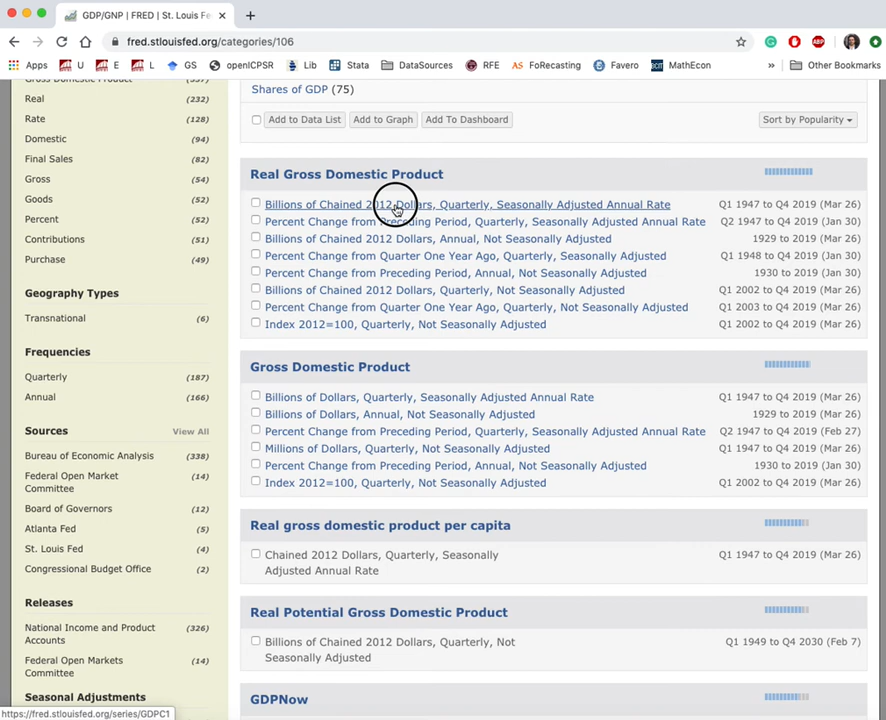 GDP/GNP | FRED | St. Louis Fe
fred.stlouisfed.org/categories/106
Apps U E L GS openICPSR Lib Stata DataSources RFE AS FoRecasting Favero MathEcon » Other Bookmarks
Gross Domestic Product (337)
Real (232)
Rate (128)
Domestic (94)
Final Sales (82)
Gross (54)
Goods (52)
Percent (52)
Contributions (51)
Purchase (49)
Geography Types
Transnational (6)
Frequencies
Quarterly (187)
Annual (166)
Sources View All
Bureau of Economic Analysis (338)
Federal Open Market (14)
Committee
Board of Governors (12)
Atlanta Fed (5)
St. Louis Fed (4)
Congressional Budget Office (2)
Releases
National Income and Product (326)
Accounts
Federal Open Markets (14)
Committee
Seasonal Adjustments
https://fred.stlouisfed.org/series/GDPC1
Shares of GDP (75)
Add to Data List Add to Graph Add To Dashboard Sort by Popularity
Real Gross Domestic Product
Billions of Chained 2012 Dollars, Quarterly, Seasonally Adjusted Annual Rate Q1 1947 to Q4 2019 (Mar 26)
Percent Change from Preceding Period, Quarterly, Seasonally Adjusted Annual Rate Q2 1947 to Q4 2019 (Jan 30)
Billions of Chained 2012 Dollars, Annual, Not Seasonally Adjusted 1929 to 2019 (Mar 26)
Percent Change from Quarter One Year Ago, Quarterly, Seasonally Adjusted Q1 1948 to Q4 2019 (Jan 30)
Percent Change from Preceding Period, Annual, Not Seasonally Adjusted 1930 to 2019 (Jan 30)
Billions of Chained 2012 Dollars, Quarterly, Not Seasonally Adjusted Q1 2002 to Q4 2019 (Mar 26)
Percent Change from Quarter One Year Ago, Quarterly, Not Seasonally Adjusted Q1 2003 to Q4 2019 (Mar 26)
Index 2012=100, Quarterly, Not Seasonally Adjusted Q1 2002 to Q4 2019 (Mar 26)
Gross Domestic Product
Billions of Dollars, Quarterly, Seasonally Adjusted Annual Rate Q1 1947 to Q4 2019 (Mar 26)
Billions of Dollars, Annual, Not Seasonally Adjusted 1929 to 2019 (Mar 26)
Percent Change from Preceding Period, Quarterly, Seasonally Adjusted Annual Rate Q2 1947 to Q4 2019 (Feb 27)
Millions of Dollars, Quarterly, Not Seasonally Adjusted Q1 1947 to Q4 2019 (Mar 26)
Percent Change from Preceding Period, Annual, Not Seasonally Adjusted 1930 to 2019 (Jan 30)
Index 2012=100, Quarterly, Not Seasonally Adjusted Q1 2002 to Q4 2019 (Mar 26)
Real gross domestic product per capita
Chained 2012 Dollars, Quarterly, Seasonally Q1 1947 to Q4 2019 (Mar 26)
Adjusted Annual Rate
Real Potential Gross Domestic Product
Billions of Chained 2012 Dollars, Quarterly, Not Q1 1949 to Q4 2030 (Feb 7)
Seasonally Adjusted
GDPNow